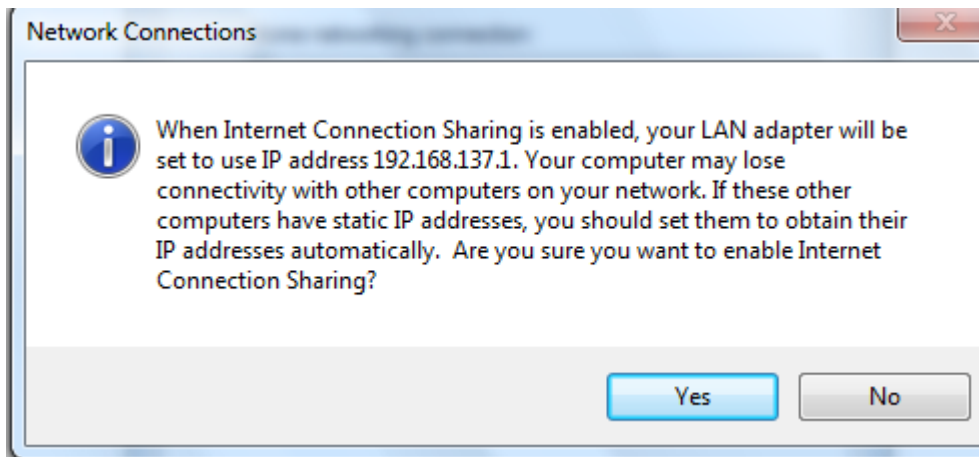 Network Connections
When Internet Connection Sharing is enabled, your LAN adapter will be
set to use IP address 192.168.137.1. Your computer may lose
connectivity with other computers on your network. If these other
computers have static IP addresses, you should set them to obtain their
IP addresses automatically.  Are you sure you want to enable Internet
Connection Sharing?
Yes
No